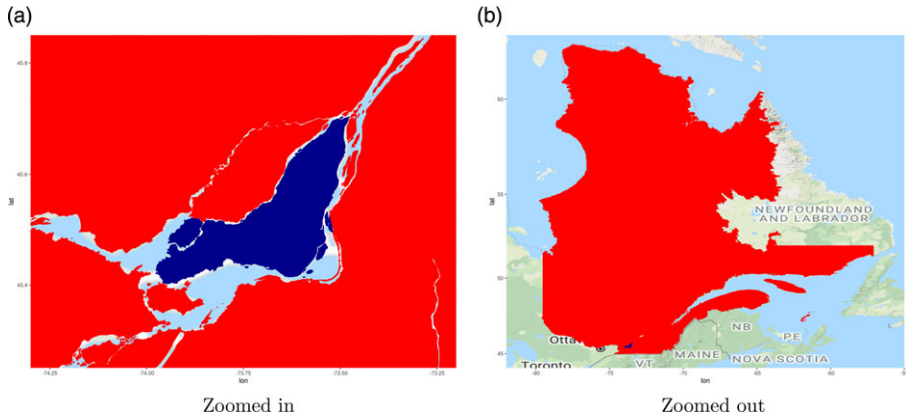 (a)
(b)
45.8
45.6
45.4
lat
-74.25
-74.00
-73.75
-73.50
-73.25
lon
Zoomed in
60
55
50
45
lat
NEWFOUNDLAND
AND LABRADOR
NB
PE
Otta
MAINE
NOVA SCOTIA
VT
Toronto
-80
-75
-70
-65
-60
-5
lon
Zoomed out